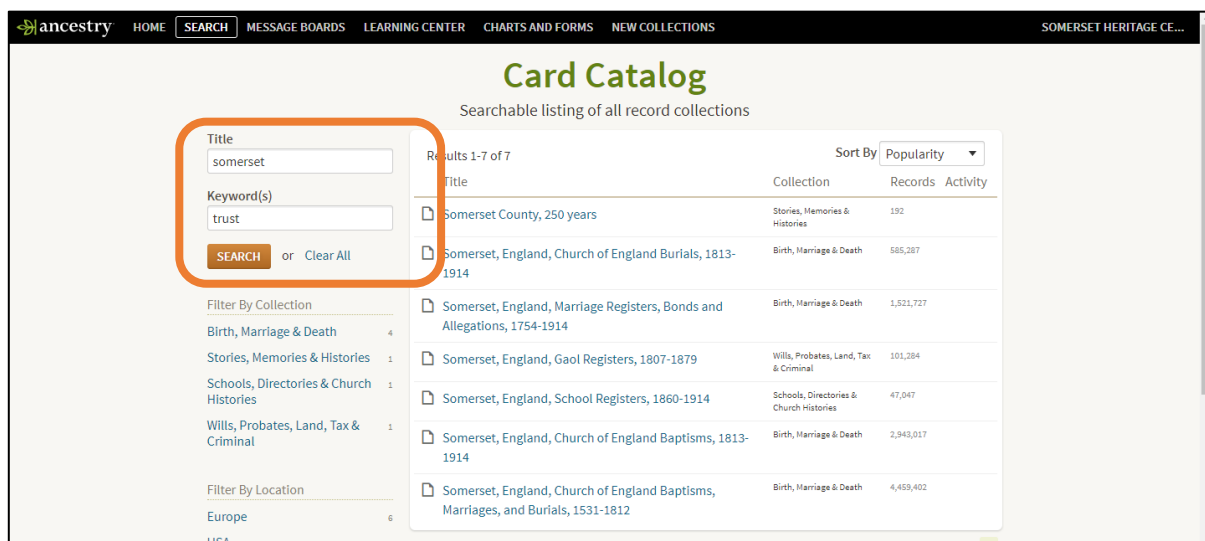 ancestry HOME SEARCH MESSAGE BOARDS LEARNING CENTER CHARTS AND FORMS NEW COLLECTIONS SOMERSET HERITAGE CE...
Card Catalog
Searchable listing of all record collections
Title
somerset
Keyword(s)
trust
SEARCH or Clear All
Filter By Collection
Birth, Marriage & Death 4
Stories, Memories & Histories 1
Schools, Directories & Church 1
Histories
Wills, Probates, Land, Tax & 1
Criminal
Filter By Location
Europe 6
USA
Results 1-7 of 7 Sort By Popularity
Title Collection Records Activity
Somerset County, 250 years Stories, Memories & 192
Histories
Somerset, England, Church of England Burials, 1813- Birth, Marriage & Death 585,287
1914
Somerset, England, Marriage Registers, Bonds and Birth, Marriage & Death 1,521,727
Allegations, 1754-1914
Somerset, England, Gaol Registers, 1807-1879 Wills, Probates, Land, Tax 101,284
& Criminal
Somerset, England, School Registers, 1860-1914 Schools, Directories & 47,047
Church Histories
Somerset, England, Church of England Baptisms, 1813- Birth, Marriage & Death 2,943,017
1914
Somerset, England, Church of England Baptisms, Birth, Marriage & Death 4,459,402
Marriages, and Burials, 1531-1812